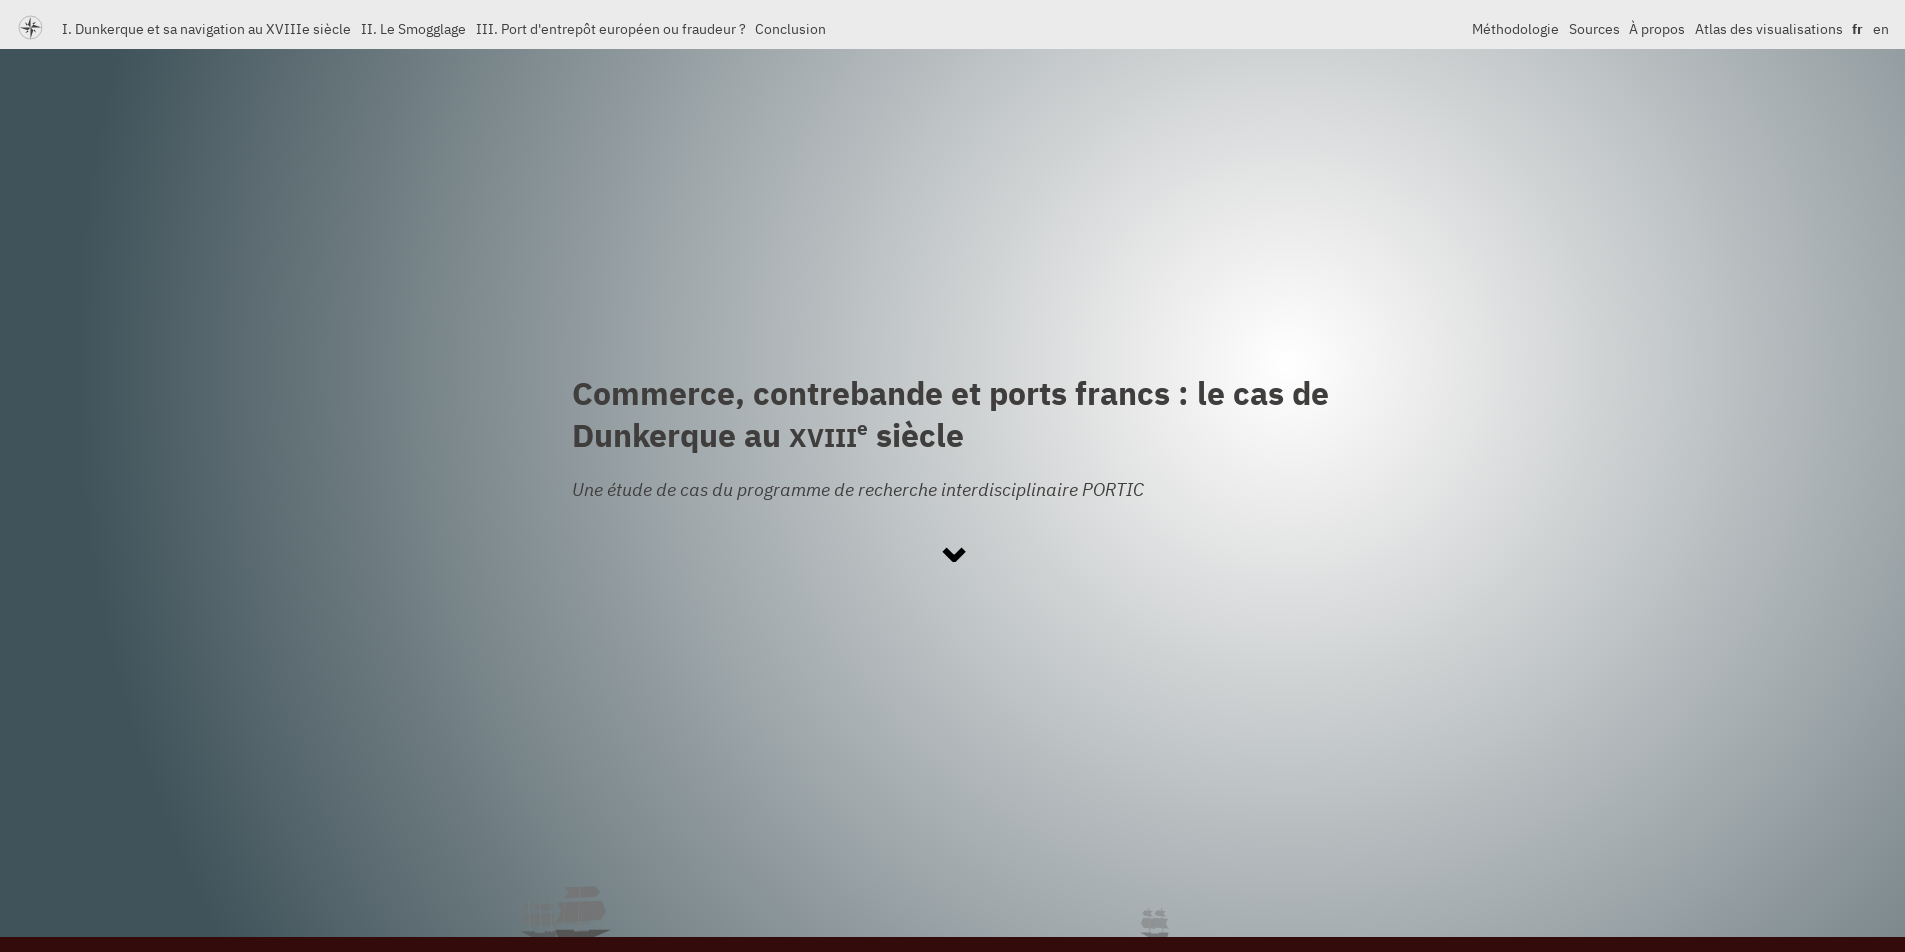 I. Dunkerque et sa navigation au XVIIIe siècle II. Le Smogglage III. Port d'entrepôt européen ou fraudeur ? Conclusion Méthodologie Sources À propos Atlas des visualisations fr en
Commerce, contrebande et ports francs : le cas de
Dunkerque au XVIIIe siècle
Une étude de cas du programme de recherche interdisciplinaire PORTIC